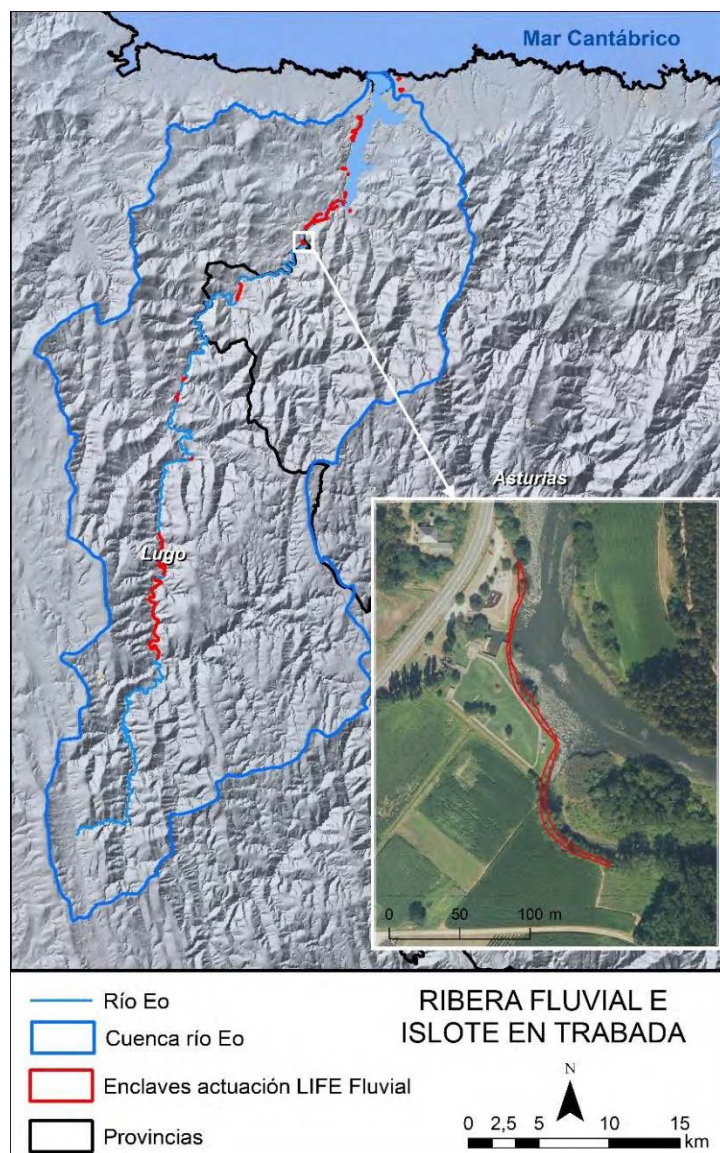 Mar Cantábrico
Asturias
Lugo
0 50 100 m
Río Eo
Cuenca río Eo
Enclaves actuación LIFE Fluvial
Provincias
RIBERA FLUVIAL E
ISLOTE EN TRABADA
N
0 2,5 5 10 15
km